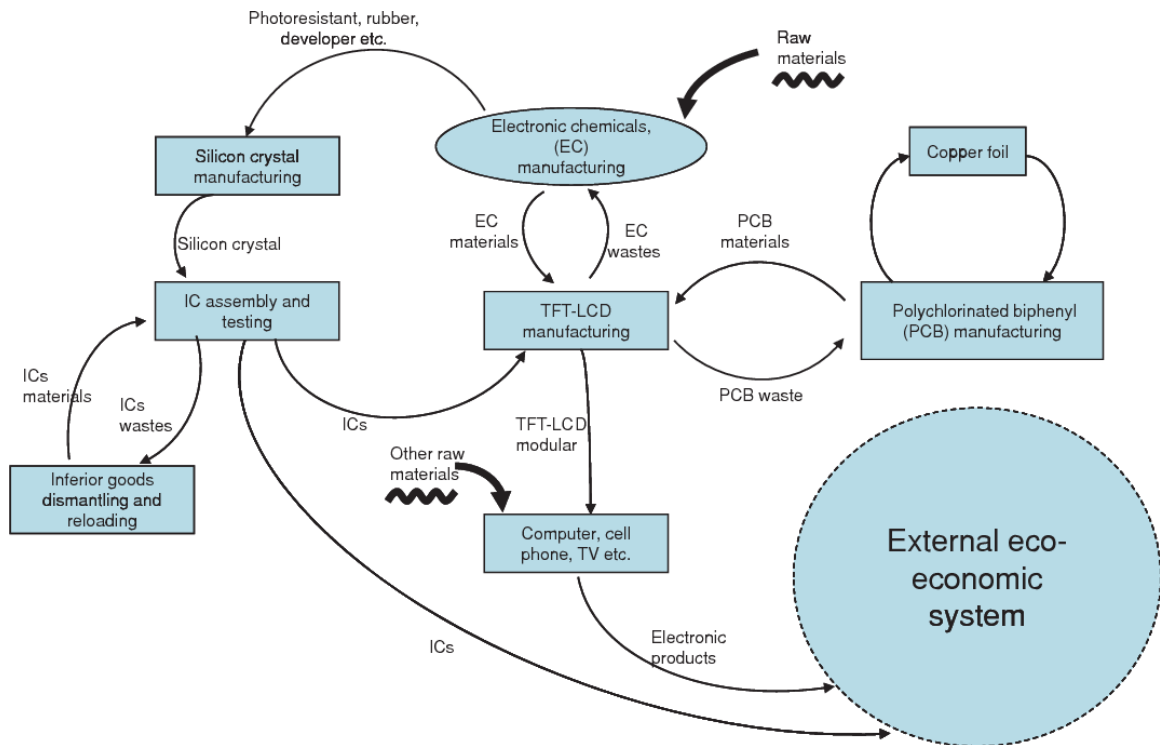 Photoresistant, rubber,
developer etc.
Raw
materials
Electronic chemicals,
(EC)
manufacturing
Copper foil
Silicon crystal
manufacturing
EC
materials
EC
wastes
PCB
materials
Silicon crystal
IC assembly and
testing
TFT-LCD
manufacturing
Polychlorinated biphenyl
(PCB) manufacturing
ICs
materials
ICs
wastes
ICs
PCB waste
TFT-LCD
modular
Other raw
materials
Inferior goods
dismantling and
reloading
Computer, cell
phone, TV etc.
External eco-
economic
system
ICs
Electronic
products